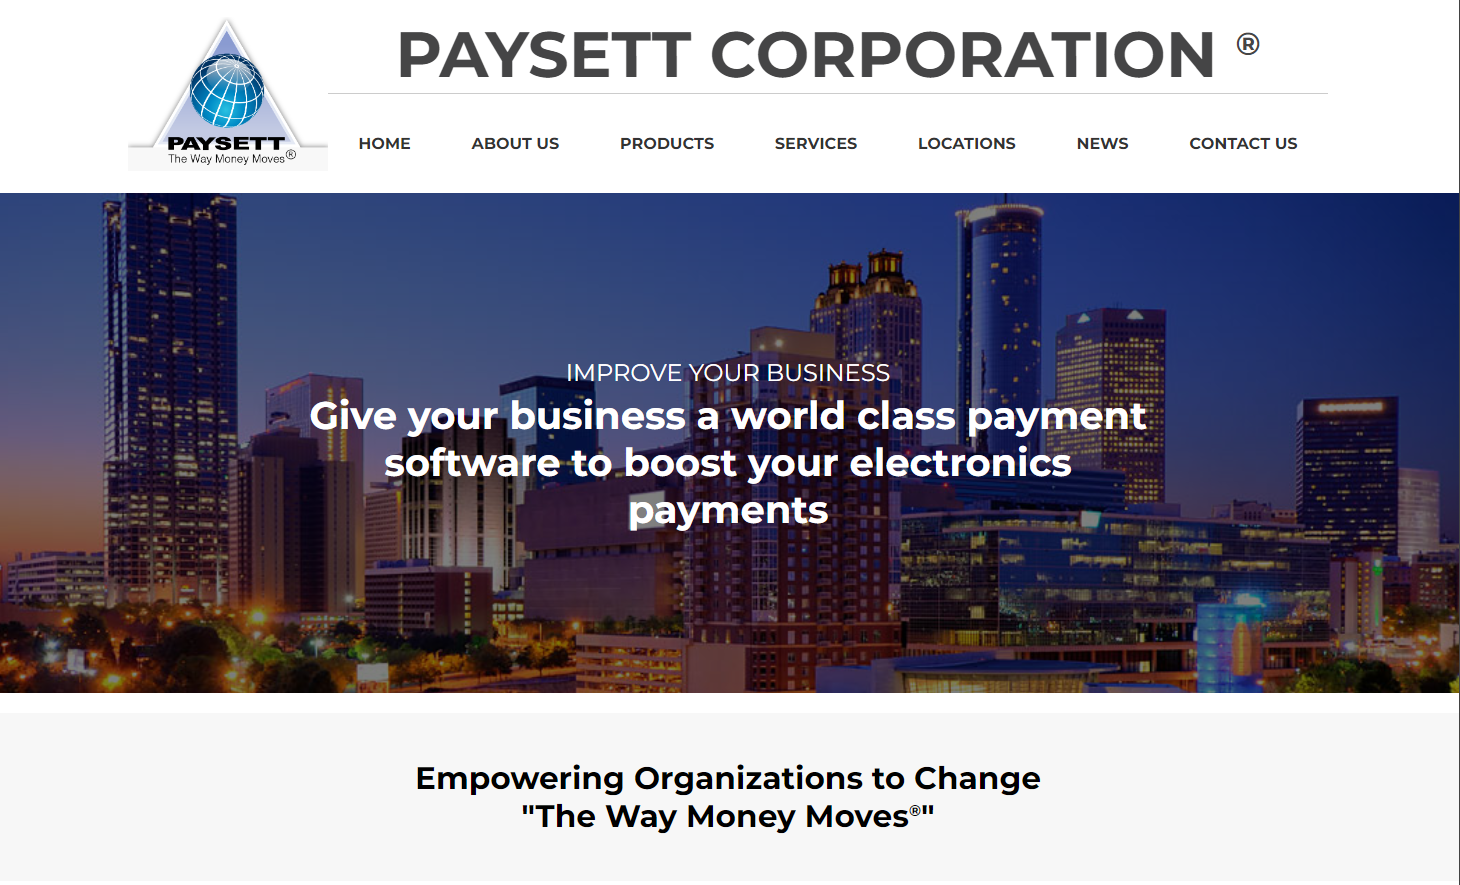 PAYSETT CORPORATION ®
PAYSETT
The Way Money Moves®
HOME ABOUT US PRODUCTS SERVICES LOCATIONS NEWS CONTACT US
IMPROVE YOUR BUSINESS
Give your business a world class payment
software to boost your electronics
payments
Empowering Organizations to Change
"The Way Money Moves®"